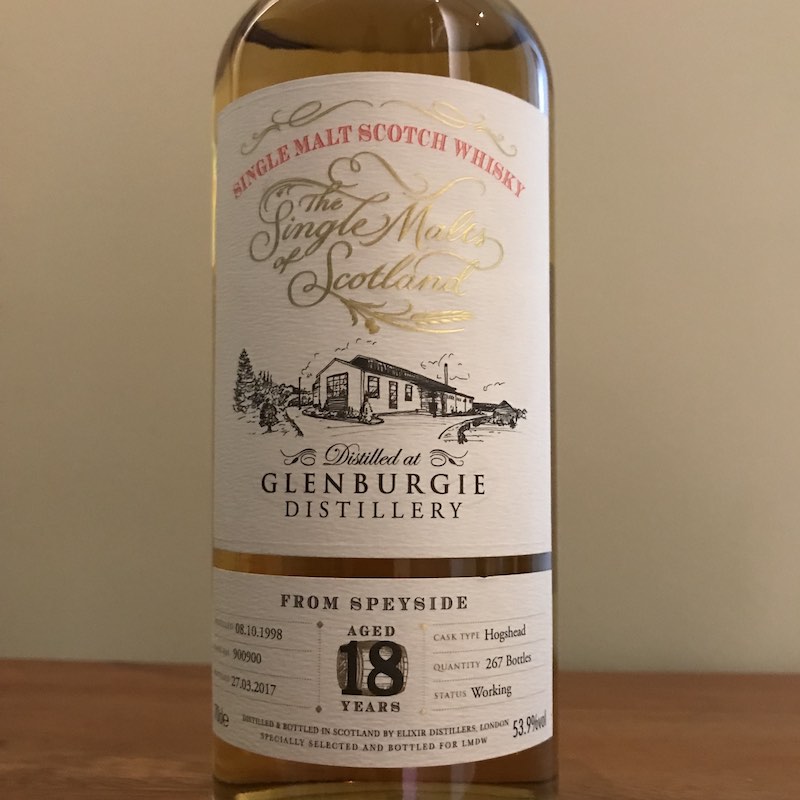 SINGLE MALT SCOTCH WHISKY
The
Single Malts
of Scotland
Distilled at
GLENBURGIE
DISTILLERY
FROM SPEYSIDE
08.10.1998
900900
27.03.2017
AGED
18
YEARS
CASK TYPE Hogshead
QUANTITY 267 Bottles
STATUS Working
DISTILLED & BOTTLED IN SCOTLAND BY ELIXIR DISTILLERS, LONDON 53.9%vol
SPECIALLY SELECTED AND BOTTLED FOR LMDW